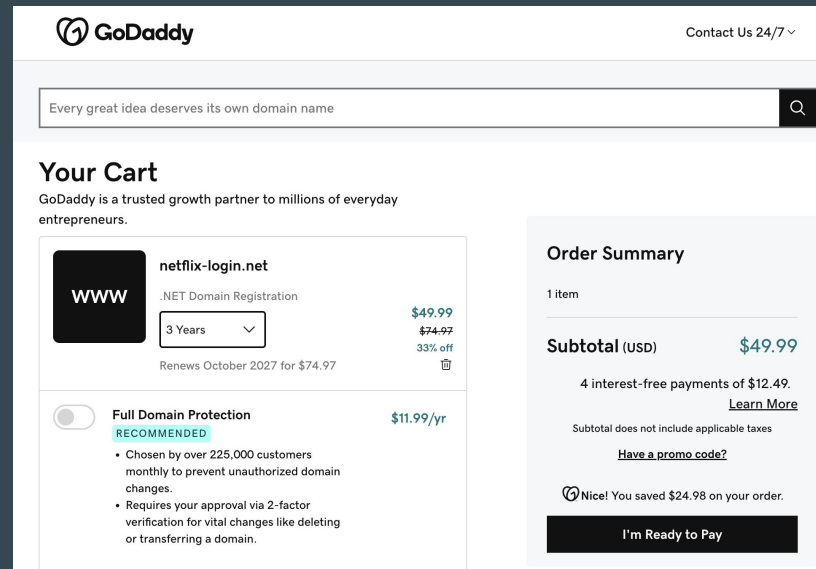 GoDaddy
Contact Us 24/7
Every great idea deserves its own domain name
Your Cart
GoDaddy is a trusted growth partner to millions of everyday
entrepreneurs.
www
netflix-login.net
.NET Domain Registration
3 Years
$49.99
$74.97
33% off
Renews October 2027 for $74.97
Full Domain Protection
$11.99/yr
RECOMMENDED
• Chosen by over 225,000 customers
monthly to prevent unauthorized domain
changes.
• Requires your approval via 2-factor
verification for vital changes like deleting
or transferring a domain.
Order Summary
1 item
Subtotal (USD) $49.99
4 interest-free payments of $12.49.
Learn More
Subtotal does not include applicable taxes
Have a promo code?
Nice! You saved $24.98 on your order.
I'm Ready to Pay